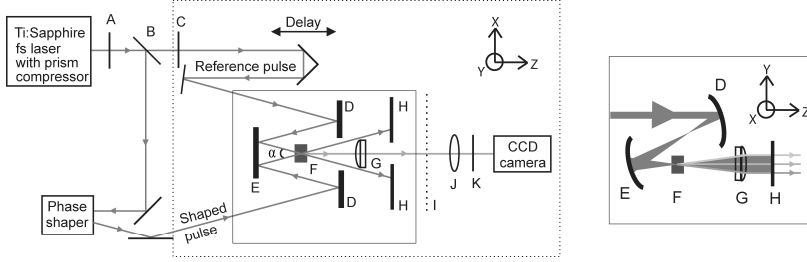 A
B
C
Delay
Ti:Sapphire
fs laser
with prism
compressor
Reference pulse
X
Y
Z
D
H
α
E
F
G
D
H
I
J
K
CCD
camera
Phase
shaper
Shaped
pulse
D
Y
X
Z
E
F
G
H